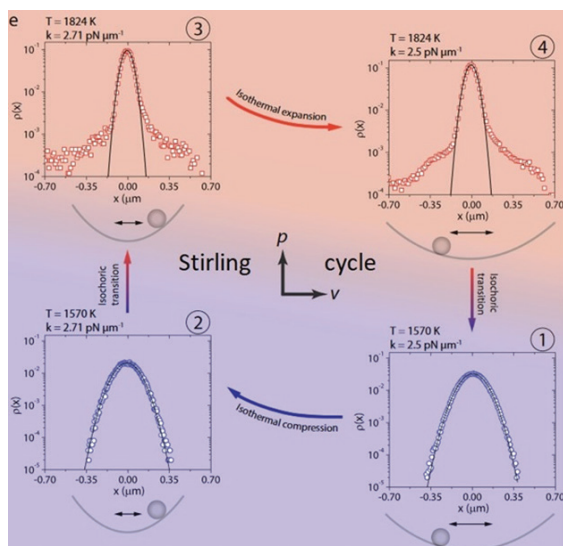 e
T = 1824 K
k = 2.71 pN μm⁻¹
3
ρ(x)
10⁻¹
10⁻²
10⁻³
10⁻⁴
-0.70 -0.35 0.00 0.35 0.70
x (μm)
Isothermal expansion
T = 1824 K
k = 2.5 pN μm⁻¹
4
ρ(x)
10⁻¹
10⁻²
10⁻³
10⁻⁴
-0.70 -0.35 0.00 0.35 0.70
x (μm)
Isochoric
transition
Stirling cycle
p
v
Isochoric
transition
T = 1570 K
k = 2.71 pN μm⁻¹
2
ρ(x)
10⁻¹
10⁻²
10⁻³
10⁻⁴
10⁻⁵
-0.70 -0.35 0.00 0.35 0.70
x (μm)
Isothermal compression
T = 1570 K
k = 2.5 pN μm⁻¹
1
ρ(x)
10⁻¹
10⁻²
10⁻³
10⁻⁴
10⁻⁵
-0.70 -0.35 0.00 0.35 0.70
x (μm)